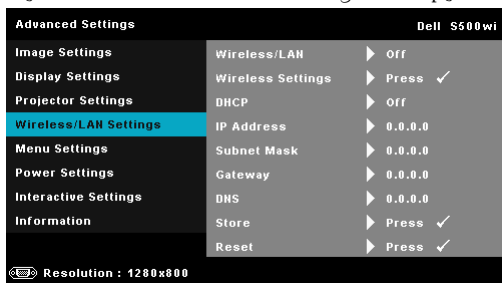 Advanced Settings Dell S500wi
Image Settings
Display Settings
Projector Settings
Wireless/LAN Settings
Menu Settings
Power Settings
Interactive Settings
Information
Wireless/LAN Off
Wireless Settings Press ✓
DHCP Off
IP Address 0.0.0.0
Subnet Mask 0.0.0.0
Gateway 0.0.0.0
DNS 0.0.0.0
Store Press ✓
Reset Press ✓
Resolution : 1280x800